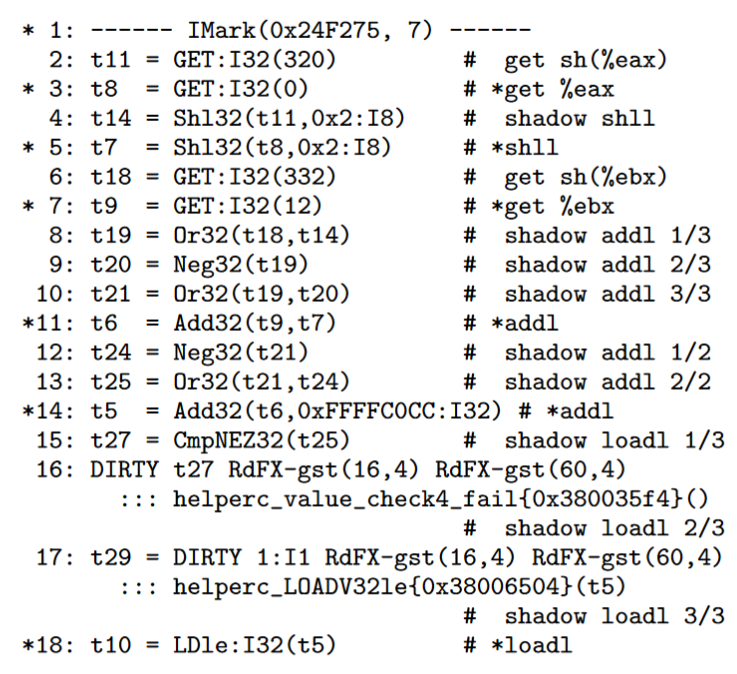 * 1: ------ IMark(0x24F275, 7) ------
2: t11 = GET:I32(320) # get sh(%eax)
* 3: t8 = GET:I32(0) # *get %eax
4: t14 = Shl32(t11,0x2:I8) # shadow shll
* 5: t7 = Shl32(t8,0x2:I8) # *shll
6: t18 = GET:I32(332) # get sh(%ebx)
* 7: t9 = GET:I32(12) # *get %ebx
8: t19 = Or32(t18,t14) # shadow addl 1/3
9: t20 = Neg32(t19) # shadow addl 2/3
10: t21 = Or32(t19,t20) # shadow addl 3/3
*11: t6 = Add32(t9,t7) # *addl
12: t24 = Neg32(t21) # shadow addl 1/2
13: t25 = Or32(t21,t24) # shadow addl 2/2
*14: t5 = Add32(t6,0xFFFFC0CC:I32) # *addl
15: t27 = CmpNEZ32(t25) # shadow loadl 1/3
16: DIRTY t27 RdFX-gst(16,4) RdFX-gst(60,4)
::: helperc_value_check4_fail{0x380035f4}()
# shadow loadl 2/3
17: t29 = DIRTY 1:I1 RdFX-gst(16,4) RdFX-gst(60,4)
::: helperc_LOADV32le{0x38006504}(t5)
# shadow loadl 3/3
*18: t10 = LDle:I32(t5) # *loadl